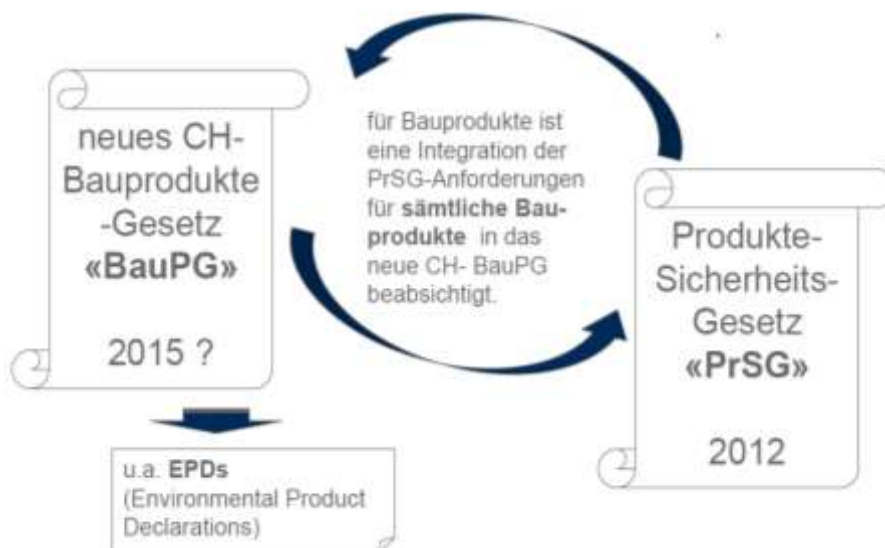 neues CH-
Bauprodukte
-Gesetz
«BauPG»
2015 ?
für Bauprodukte ist
eine Integration der
PrSG-Anforderungen
für sämtliche Bau-
produkte in das
neue CH- BauPG
beabsichtigt.
Produkte-
Sicherheits-
Gesetz
«PrSG»
2012
u.a. EPDs
(Environmental Product
Declarations)